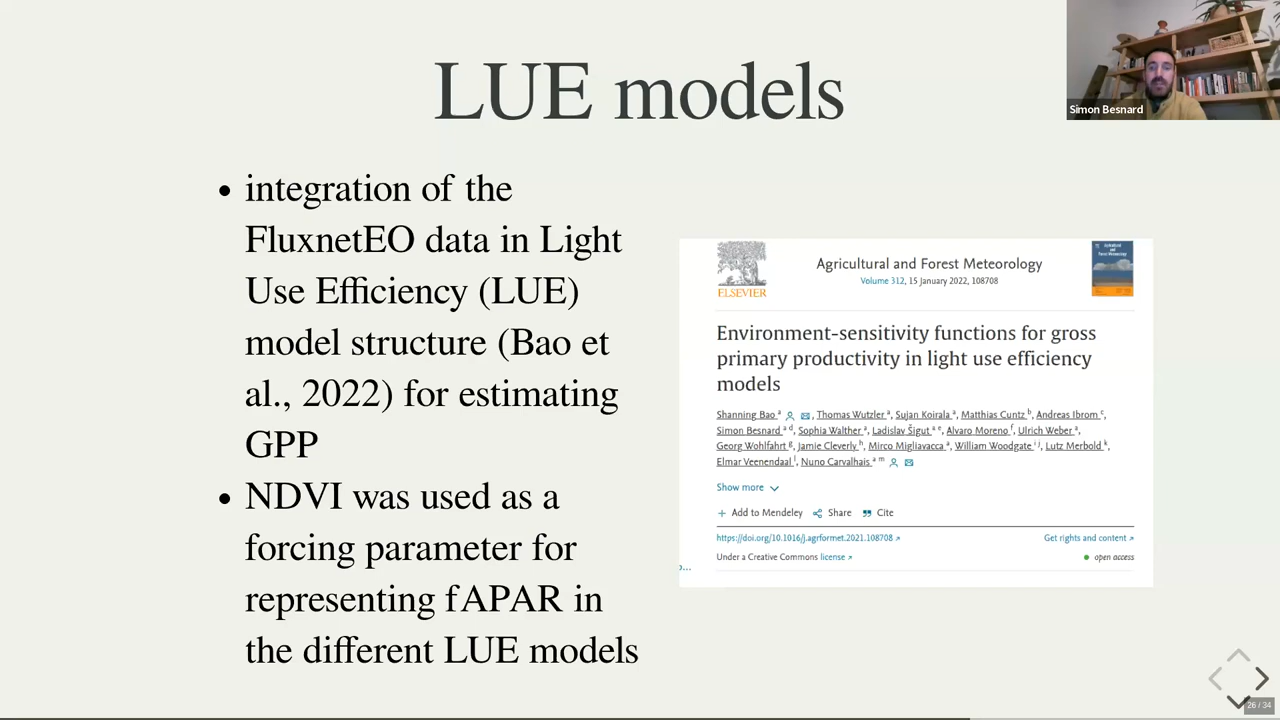 LUE models
Simon Besnard
• integration of the
FluxnetEO data in Light
Use Efficiency (LUE)
model structure (Bao et
al., 2022) for estimating
GPP
• NDVI was used as a
forcing parameter for
representing fAPAR in
the different LUE models
ELSEVIER
Agricultural and Forest Meteorology
Volume 312, 15 January 2022, 108708
Environment-sensitivity functions for gross
primary productivity in light use efficiency
models
Shanning Bao a, Thomas Wutzler a, Sujan Koirala a, Matthias Cuntz b, Andreas Ibrom c,
Simon Besnard a d, Sophia Walther a, Ladislav Šigut a e, Alvaro Moreno f, Ulrich Weber a,
Georg Wohlfahrt g, Jamie Cleverly h, Mirco Migliavacca a, William Woodgate i j, Lutz Merbold k,
Elmar Veenendaal l, Nuno Carvalhais a m
Show more
+ Add to Mendeley Share Cite
https://doi.org/10.1016/j.agrformet.2021.108708 Get rights and content
Under a Creative Commons license open access
26 / 34